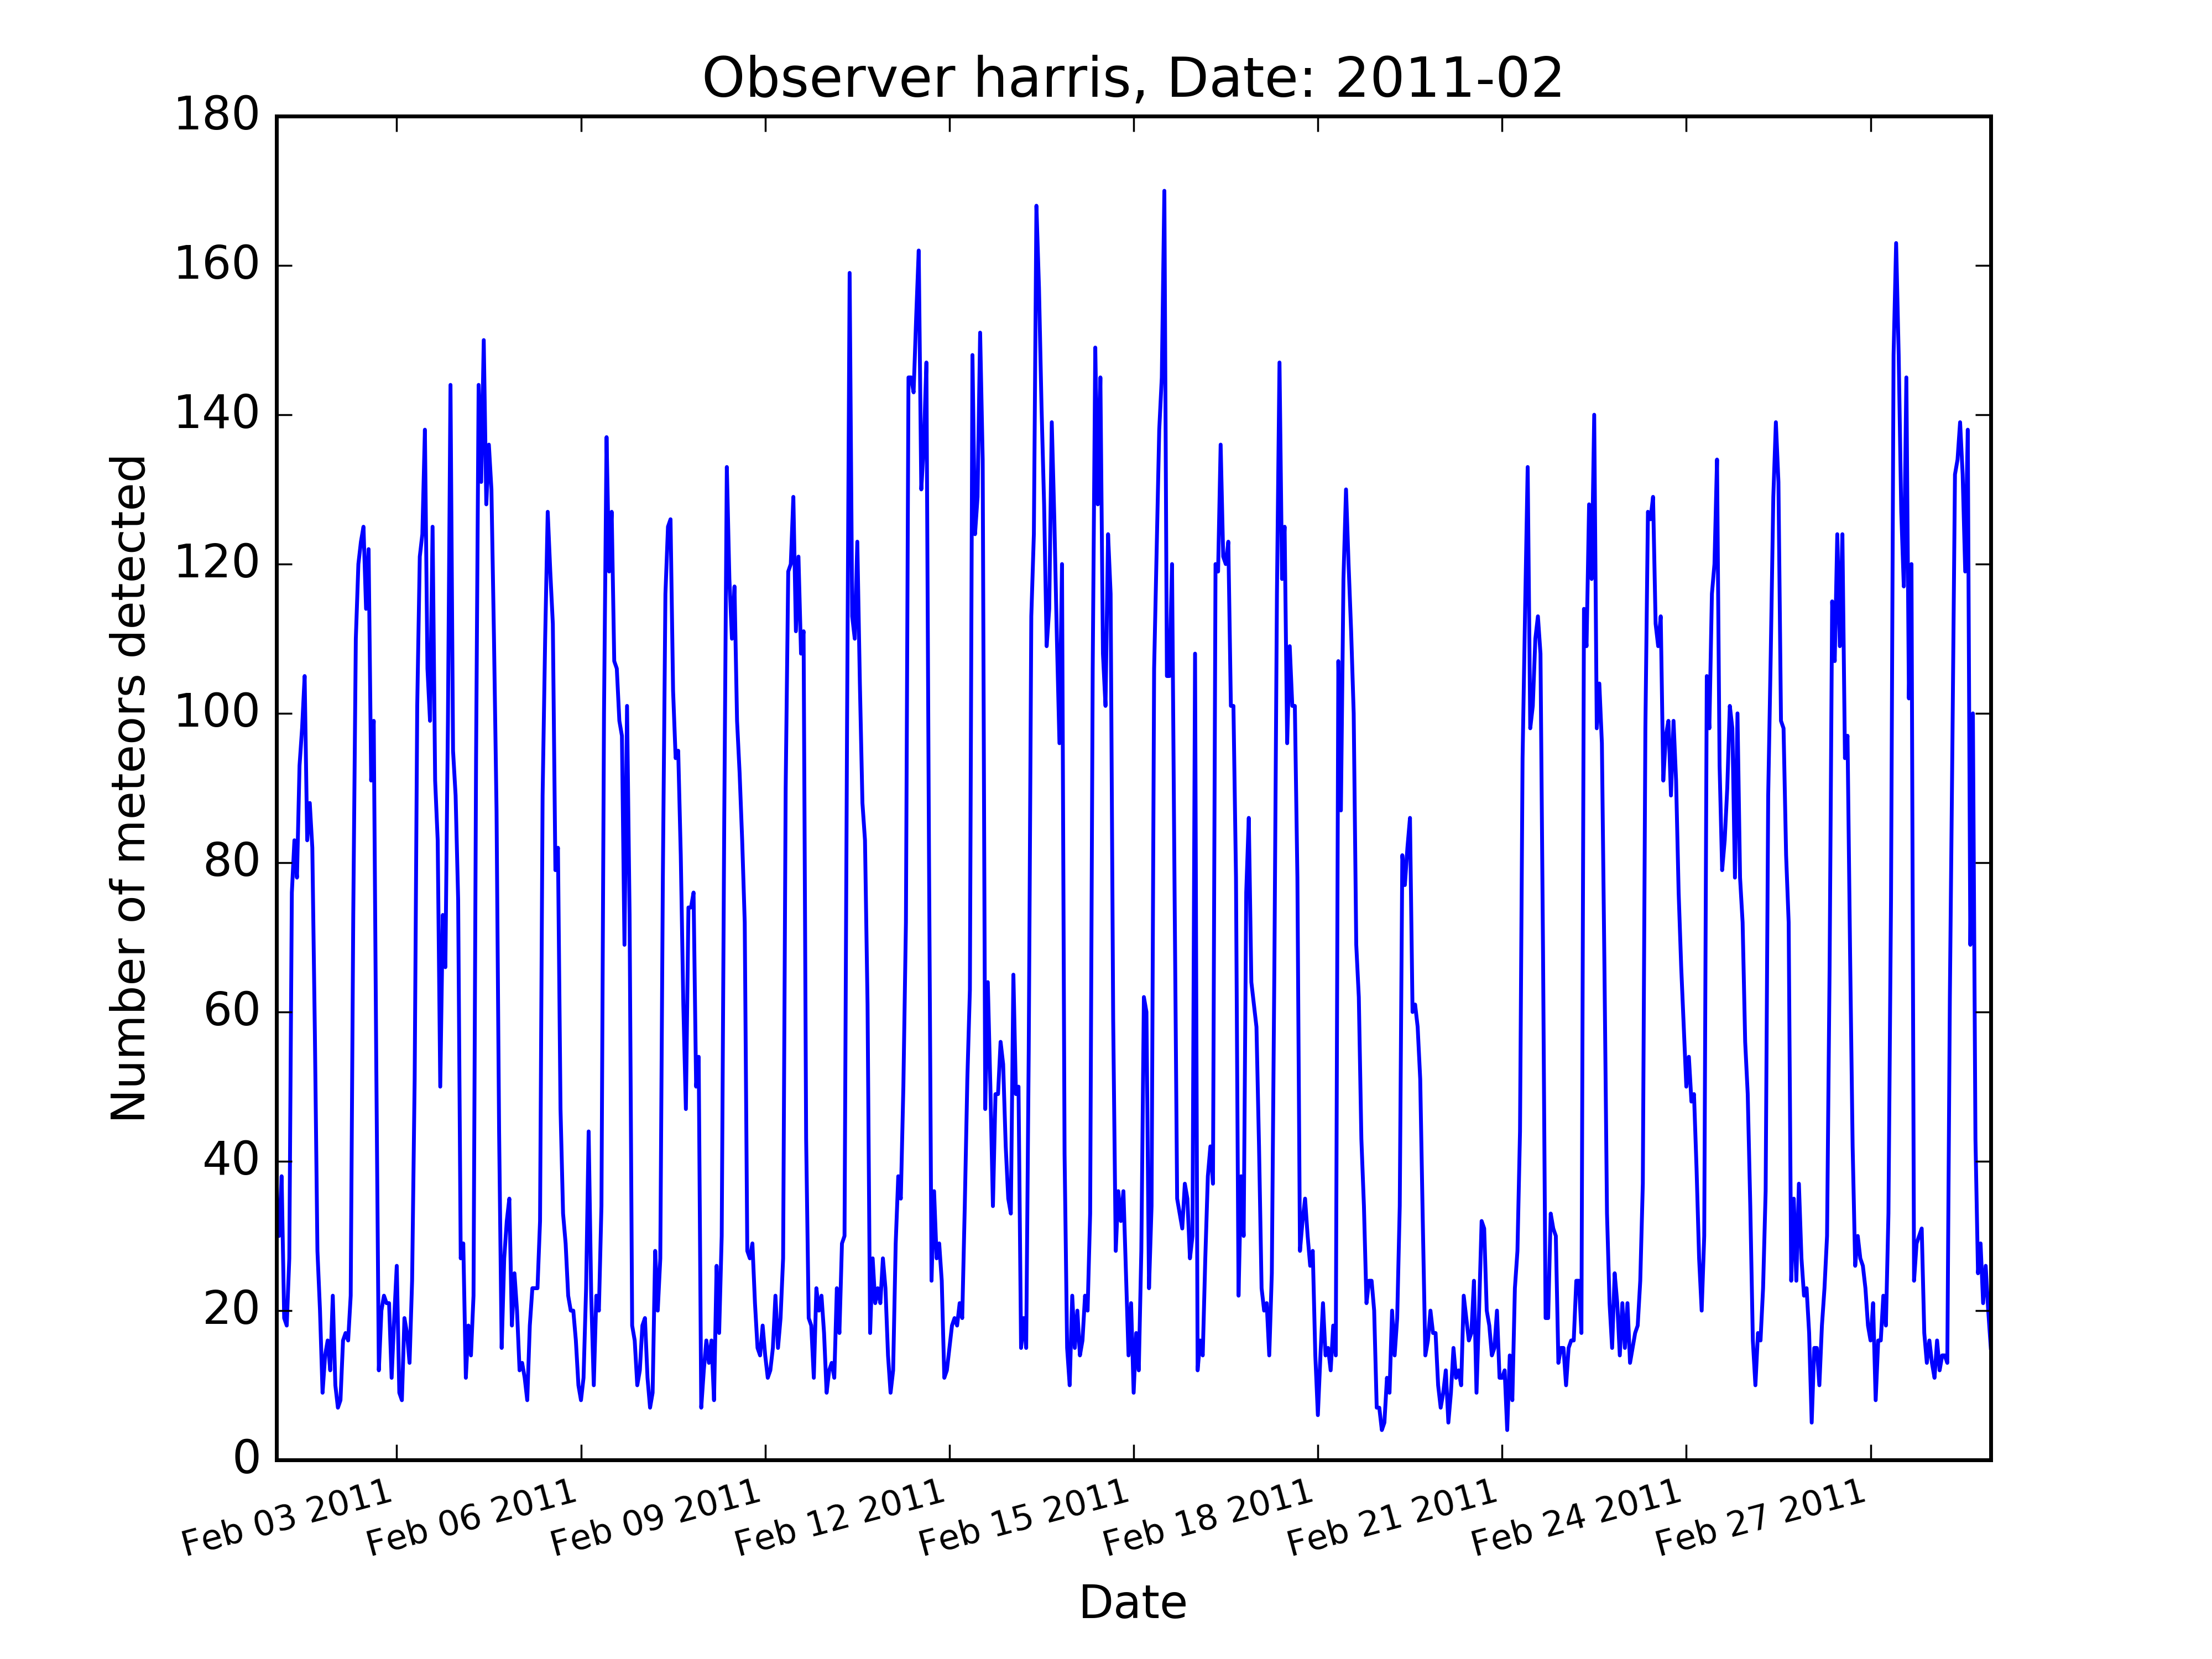 Observer harris, Date: 2011-02
180
160
140
120
100
80
60
40
20
0
Number of meteors detected
Feb 03 2011
Feb 06 2011
Feb 09 2011
Feb 12 2011
Feb 15 2011
Feb 18 2011
Feb 21 2011
Feb 24 2011
Feb 27 2011
Date